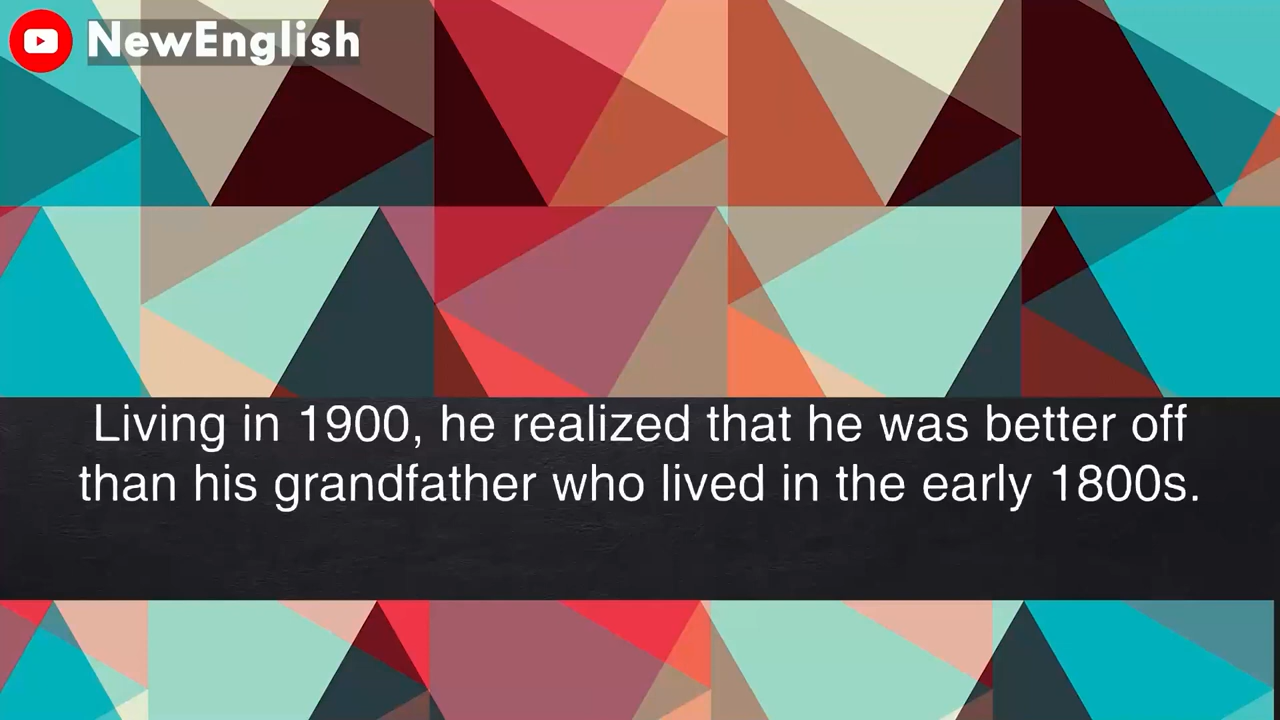 NewEnglish
Living in 1900, he realized that he was better off
than his grandfather who lived in the early 1800s.